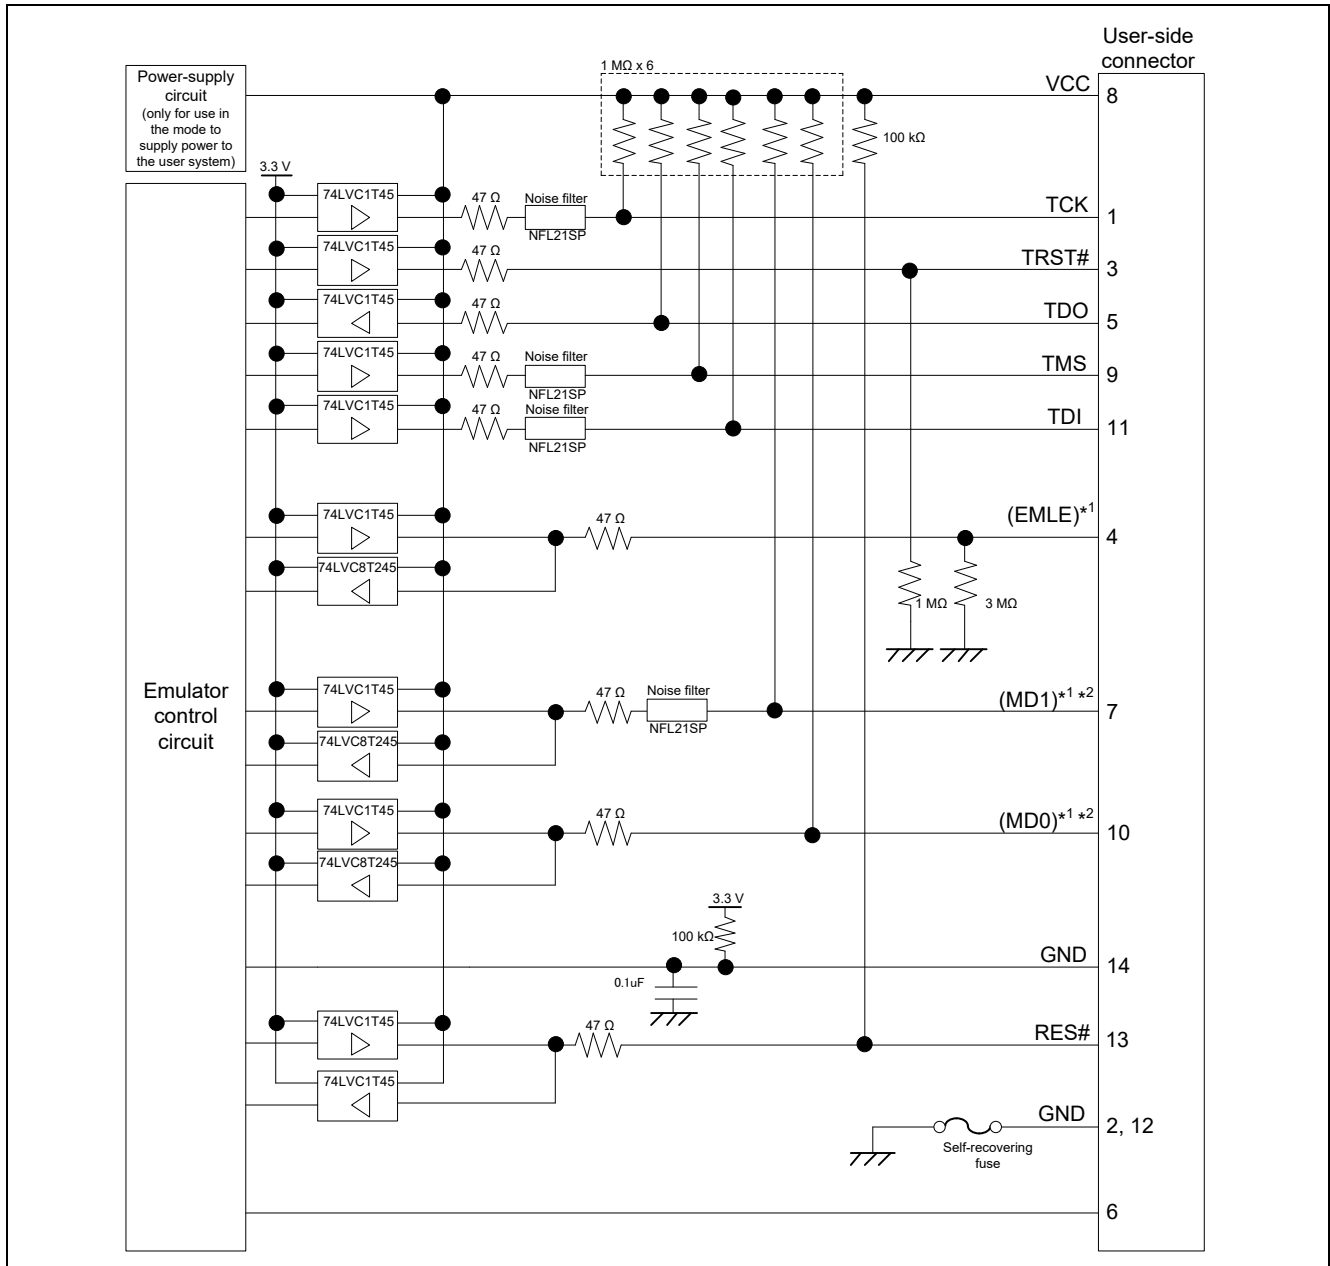 User-side
connector
Power-supply
circuit
(only for use in
the mode to
supply power to
the user system)
1 MΩ x 6
VCC
8
100 kΩ
3.3 V
74LVC1T45
47 Ω
Noise filter
NFL21SP
TCK
1
74LVC1T45
47 Ω
TRST#
3
74LVC1T45
47 Ω
TDO
5
74LVC1T45
47 Ω
Noise filter
NFL21SP
TMS
9
74LVC1T45
47 Ω
Noise filter
NFL21SP
TDI
11
74LVC1T45
47 Ω
(EMLE)*1
4
74LVC8T245
1 MΩ
3 MΩ
Emulator
control
circuit
74LVC1T45
47 Ω
Noise filter
NFL21SP
(MD1)*1 *2
7
74LVC8T245
74LVC1T45
47 Ω
(MD0)*1 *2
10
74LVC8T245
3.3 V
100 kΩ
0.1uF
GND
14
74LVC1T45
47 Ω
RES#
13
74LVC1T45
GND
2, 12
Self-recovering
fuse
6